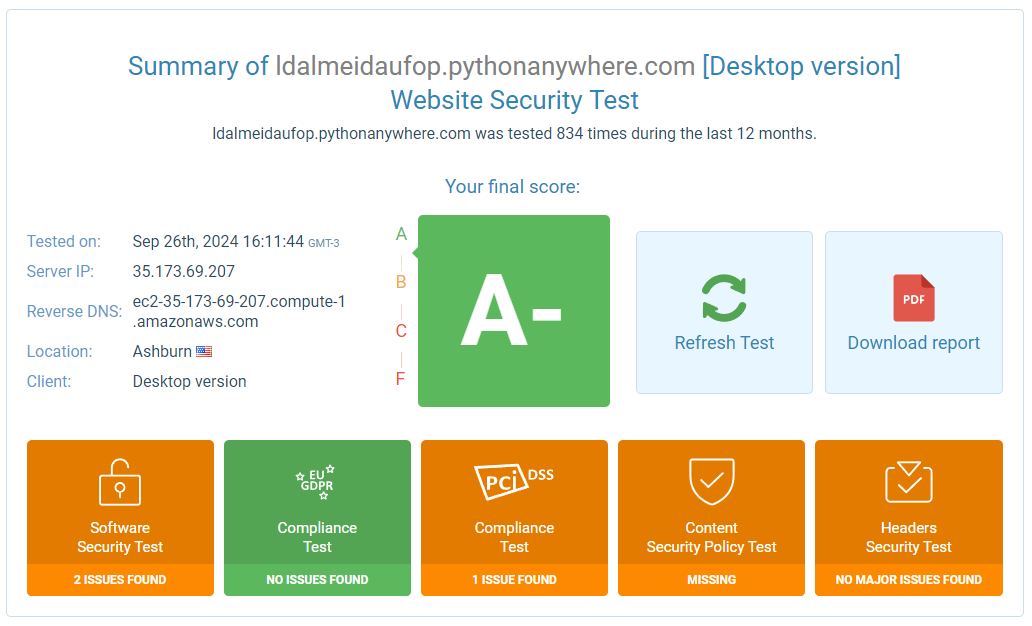 Summary of ldalmeidaufop.pythonanywhere.com [Desktop version]
Website Security Test
ldalmeidaufop.pythonanywhere.com was tested 834 times during the last 12 months.
Your final score:
Tested on: Sep 26th, 2024 16:11:44 GMT-3
Server IP: 35.173.69.207
Reverse DNS: ec2-35-173-69-207.compute-1
.amazonaws.com
Location: Ashburn
Client: Desktop version
A
B
C
F
A-
Refresh Test
PDF
Download report
Software
Security Test
2 ISSUES FOUND
EU
GDPR
Compliance
Test
NO ISSUES FOUND
PCi DSS
Compliance
Test
1 ISSUE FOUND
Content
Security Policy Test
MISSING
Headers
Security Test
NO MAJOR ISSUES FOUND